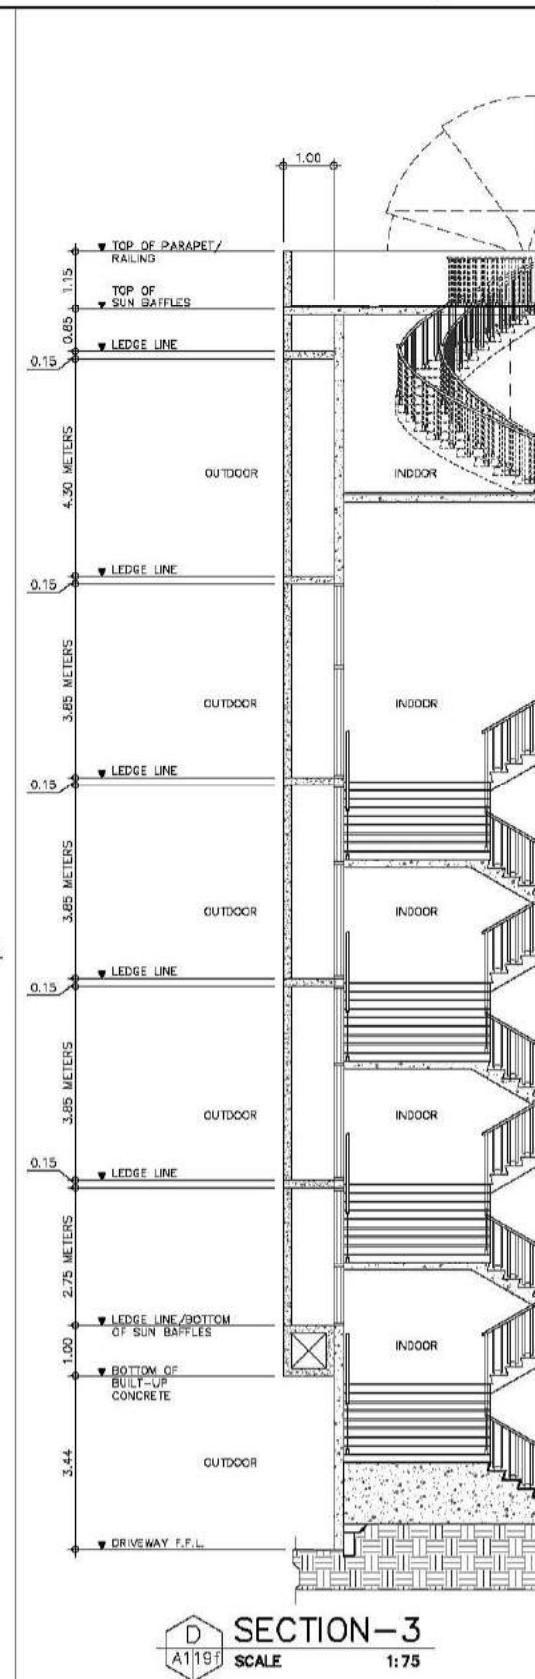 1.00
TOP OF PARAPET/
RAILING
1.15
TOP OF
SUN BAFFLES
0.85
LEDGE LINE
0.15
4.30 METERS
OUTDOOR
INDOOR
LEDGE LINE
0.15
3.85 METERS
OUTDOOR
INDOOR
LEDGE LINE
0.15
3.85 METERS
OUTDOOR
INDOOR
LEDGE LINE
0.15
3.85 METERS
OUTDOOR
INDOOR
0.15
LEDGE LINE
2.75 METERS
LEDGE LINE/BOTTOM
OF SUN BAFFLES
INDOOR
1.00
BOTTOM OF
BUILT-UP
CONCRETE
3.44
OUTDOOR
DRIVEWAY F.F.L.
D
A119f
SECTION-3
SCALE 1:75